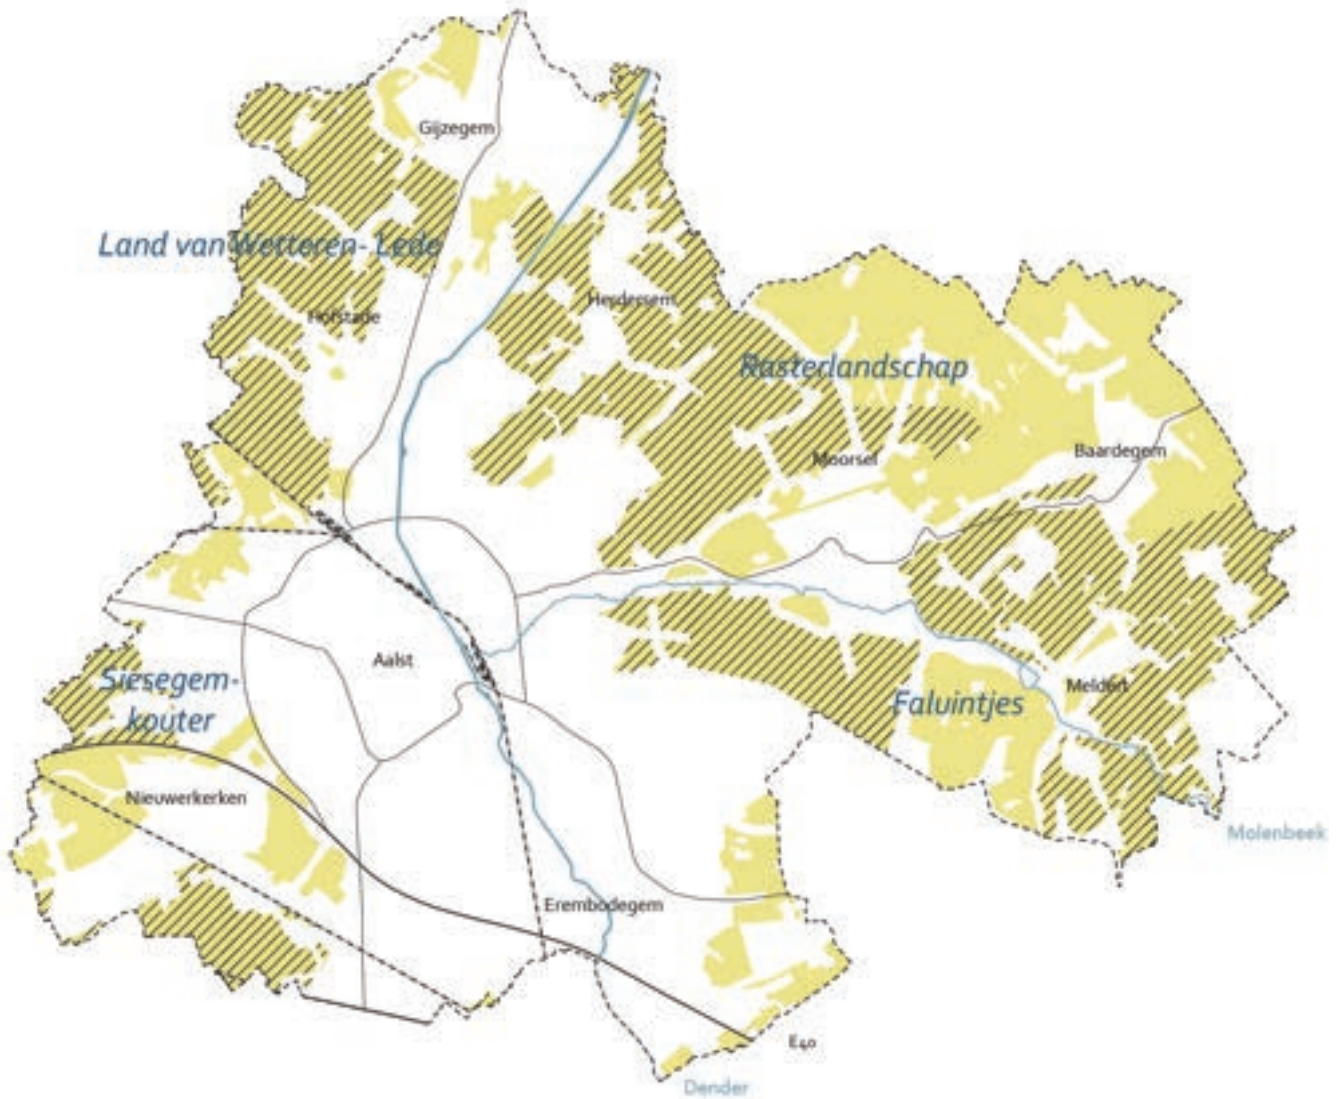 Gijzegem
Land van Wetteren- Lede
Herdersem
Hofstade
Rasterlandschap
Baardegem
Moorsel
Aalst
Siesegem-
kouter
Meldert
Faluintjes
Nieuwerkerken
Molenbeek
Erembodegem
E40
Dender